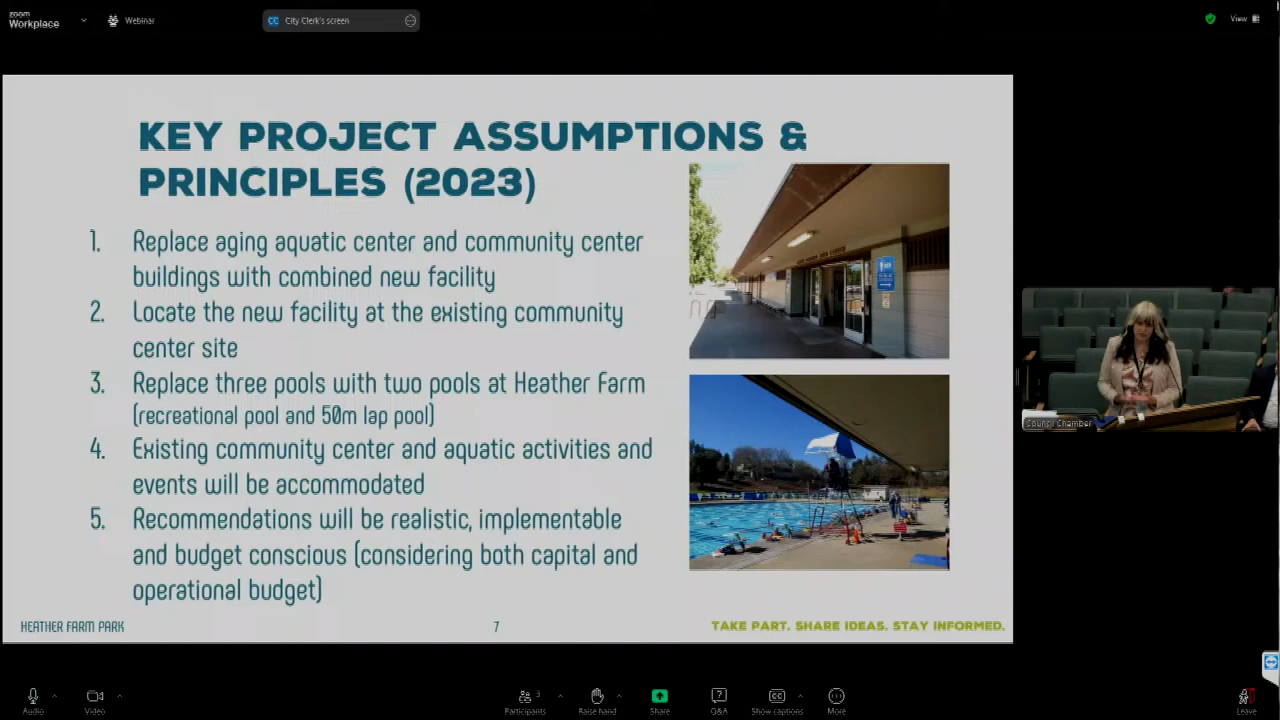 zoom
Workplace
Webinar
CC City Clerk's screen
View
KEY PROJECT ASSUMPTIONS &
PRINCIPLES (2023)
1. Replace aging aquatic center and community center
buildings with combined new facility
2. Locate the new facility at the existing community
center site
3. Replace three pools with two pools at Heather Farm
(recreational pool and 50m lap pool)
4. Existing community center and aquatic activities and
events will be accommodated
5. Recommendations will be realistic, implementable
and budget conscious (considering both capital and
operational budget)
HEATHER FARM PARK
7
TAKE PART. SHARE IDEAS. STAY INFORMED.
Council Chamber
Audio
Video
3
Participants
Raise hand
Share
Q&A
CC
Show captions
More
Leave